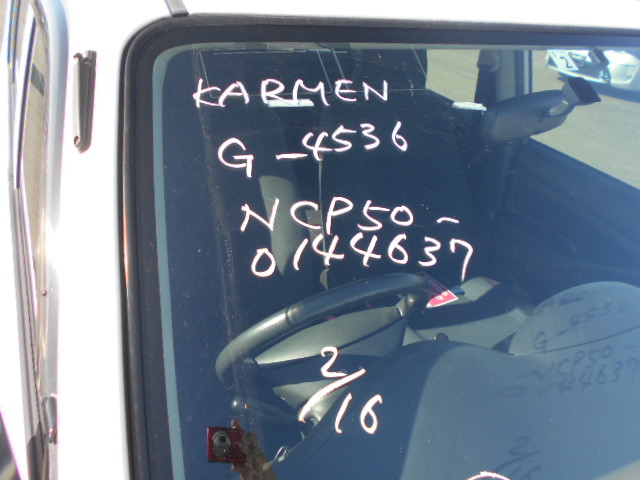 KARMEN
G-4536
NCP50-
0144637
2/16